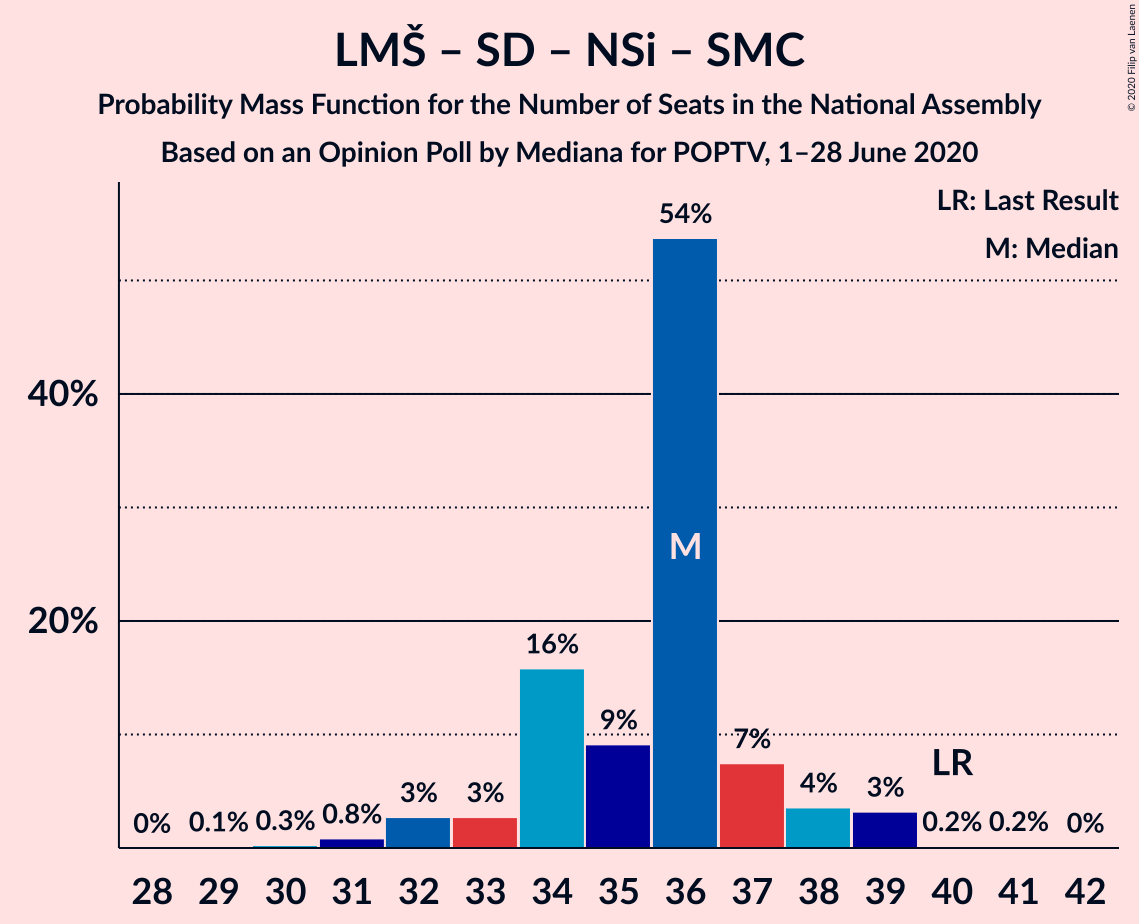 LMŠ – SD – NSi – SMC
Probability Mass Function for the Number of Seats in the National Assembly
Based on an Opinion Poll by Mediana for POPTV, 1–28 June 2020
© 2020 Filip van Laenen
LR: Last Result
M: Median
54%
40%
M
20%
16%
9%
7%
LR
4%
3%
3%
3%
0.8%
0.3%
0.1%
0%
0.2%
0.2%
0%
28 29 30 31 32 33 34 35 36 37 38 39 40 41 42